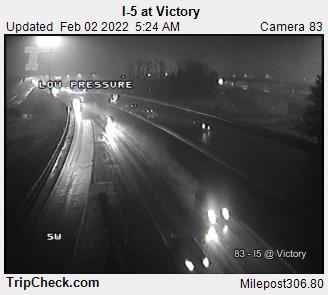 I-5 at Victory
Updated  Feb 02 2022  5:24 AM
Camera 83
LOW PRESSURE
SW
83 - I5 @ Victory
TripCheck.com
Milepost306.80